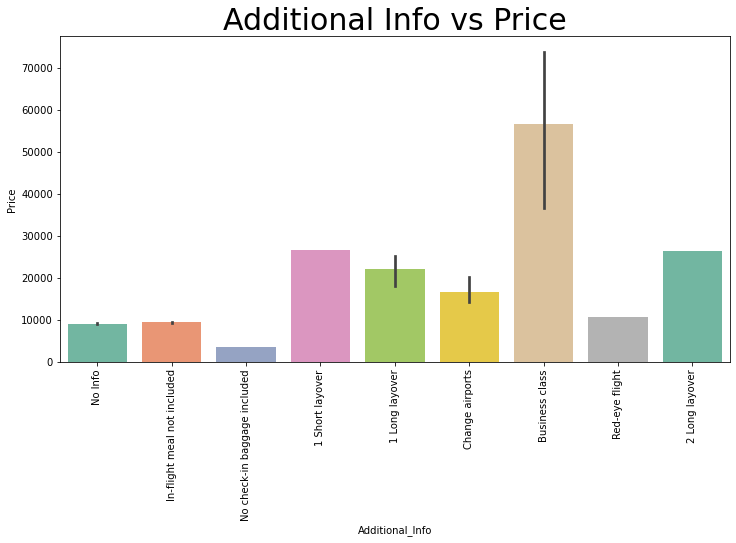 Additional Info vs Price
70000
60000
50000
40000
30000
20000
10000
0
Price
No Info
In-flight meal not included
No check-in baggage included
1 Short layover
1 Long layover
Change airports
Business class
Red-eye flight
2 Long layover
Additional_Info